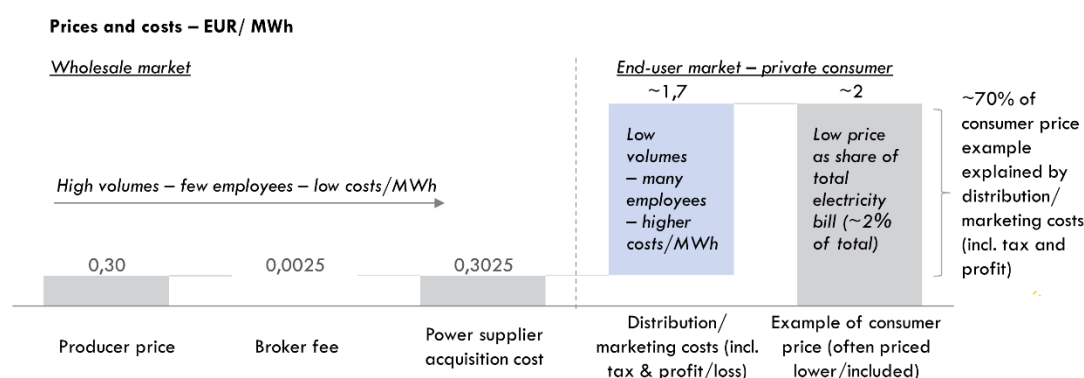 Prices and costs – EUR/ MWh
Wholesale market
End-user market – private consumer
~1,7
~2
~70% of
consumer price
example
explained by
distribution/
marketing costs
(incl. tax and
profit)
Low
volumes
– many
employees
– higher
costs/MWh
Low price
as share of
total
electricity
bill (~2%
of total)
High volumes – few employees – low costs/MWh
0,30
0,0025
0,3025
Producer price
Broker fee
Power supplier
acquisition cost
Distribution/
marketing costs (incl.
tax & profit/loss)
Example of consumer
price (often priced
lower/included)